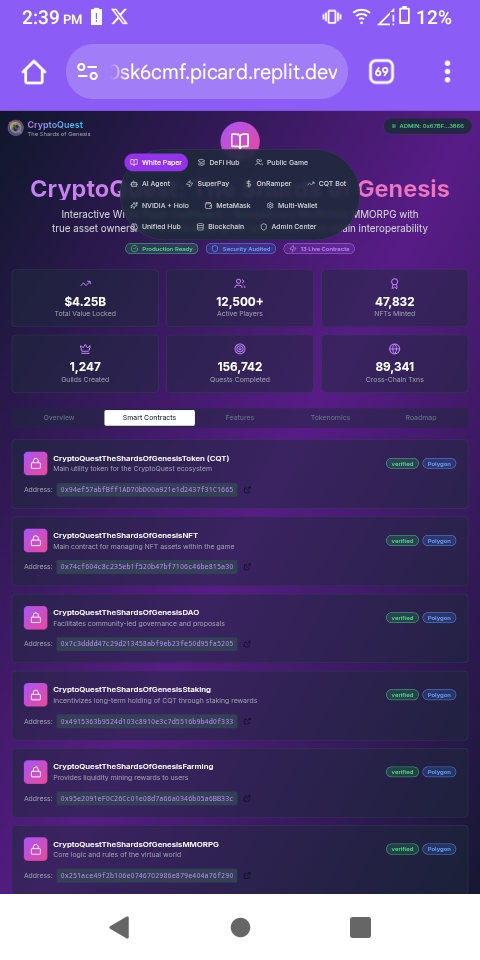 2:39 PM
12%
0sk6cmf.picard.replit.dev
69
CryptoQuest
The Shards of Genesis
ADMIN: 0x67BF...3866
White Paper
DeFi Hub
Public Game
AI Agent
SuperPay
OnRamper
CQT Bot
NVIDIA + Holo
MetaMask
Multi-Wallet
Unified Hub
Blockchain
Admin Center
Genesis
Interactive
MMORPG with
true asset
interoperability
Production Ready
Security Audited
13 Live Contracts
$4.25B
Total Value Locked
12,500+
Active Players
47,832
NFTs Minted
1,247
Guilds Created
156,742
Quests Completed
89,341
Cross-Chain Txns
Overview
Smart Contracts
Features
Tokenomics
Roadmap
CryptoQuestTheShardsOfGenesisToken (CQT)
Main utility token for the CryptoQuest ecosystem
verified
Polygon
Address: 0x94ef57abfBff1AD70bD00a921e1d2437f31C1665
CryptoQuestTheShardsOfGenesisNFT
Main contract for managing NFT assets within the game
verified
Polygon
Address: 0x74cf604c8c235eb1f520b47bf7106c46be815a30
CryptoQuestTheShardsOfGenesisDAO
Facilitates community-led governance and proposals
verified
Polygon
Address: 0x7c3dddd47c29d213458abf9eb23fe50d95fa5205
CryptoQuestTheShardsOfGenesisStaking
Incentivizes long-term holding of CQT through staking rewards
verified
Polygon
Address: 0x4915363b9524d103c8910e3c7d5516b9b4d0f333
CryptoQuestTheShardsOfGenesisFarming
Provides liquidity mining rewards to users
verified
Polygon
Address: 0x95e2091eF0C26Cc01e08d7a66a0346b05a6BB33c
CryptoQuestTheShardsOfGenesisMMORPG
Core logic and rules of the virtual world
verified
Polygon
Address: 0x251ace49f2b106e0746702986e879e404a76f290